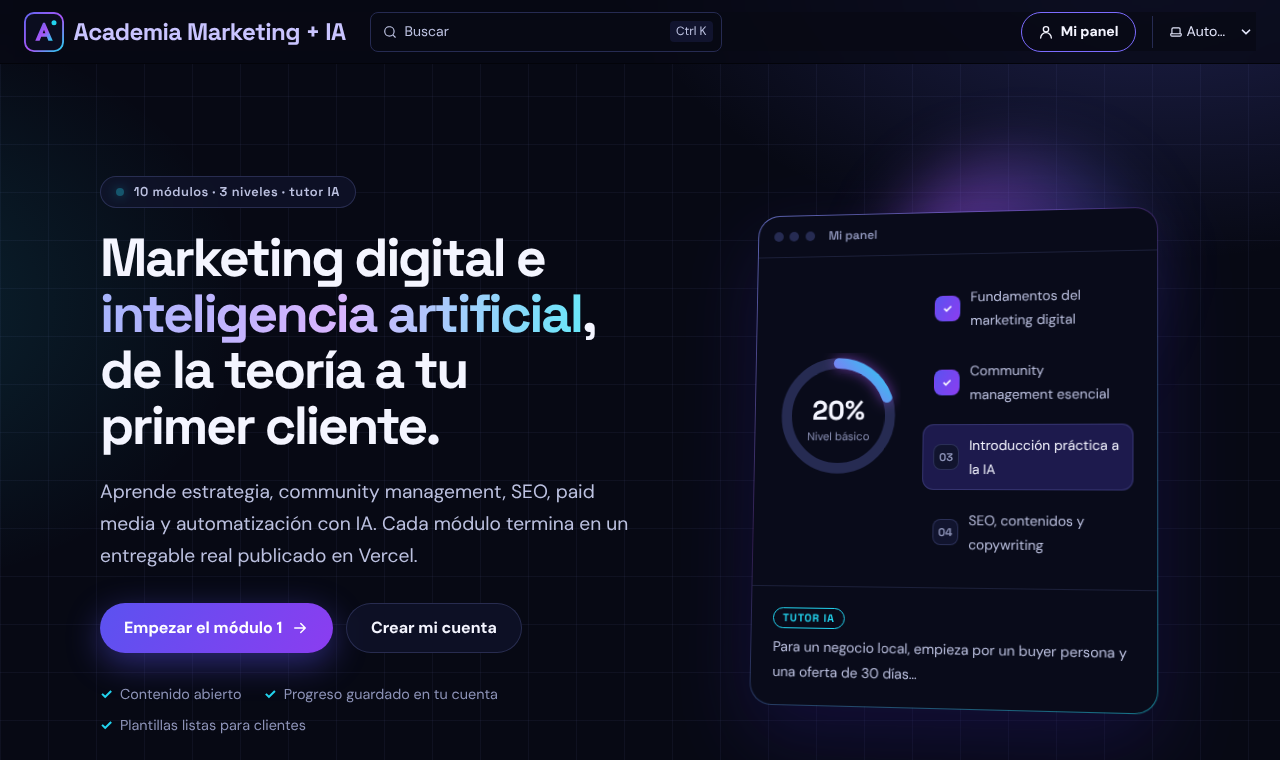 Academia Marketing + IA
Buscar
Ctrl K
Mi panel
Auto...
10 módulos · 3 niveles · tutor IA
Marketing digital e
inteligencia artificial,
de la teoría a tu
primer cliente.
Aprende estrategia, community management, SEO, paid
media y automatización con IA. Cada módulo termina en un
entregable real publicado en Vercel.
Empezar el módulo 1 →
Crear mi cuenta
Contenido abierto
Progreso guardado en tu cuenta
Plantillas listas para clientes
Mi panel
20%
Nivel básico
Fundamentos del
marketing digital
Community
management esencial
03
Introducción práctica a
la IA
04
SEO, contenidos y
copywriting
TUTOR IA
Para un negocio local, empieza por un buyer persona y
una oferta de 30 días…